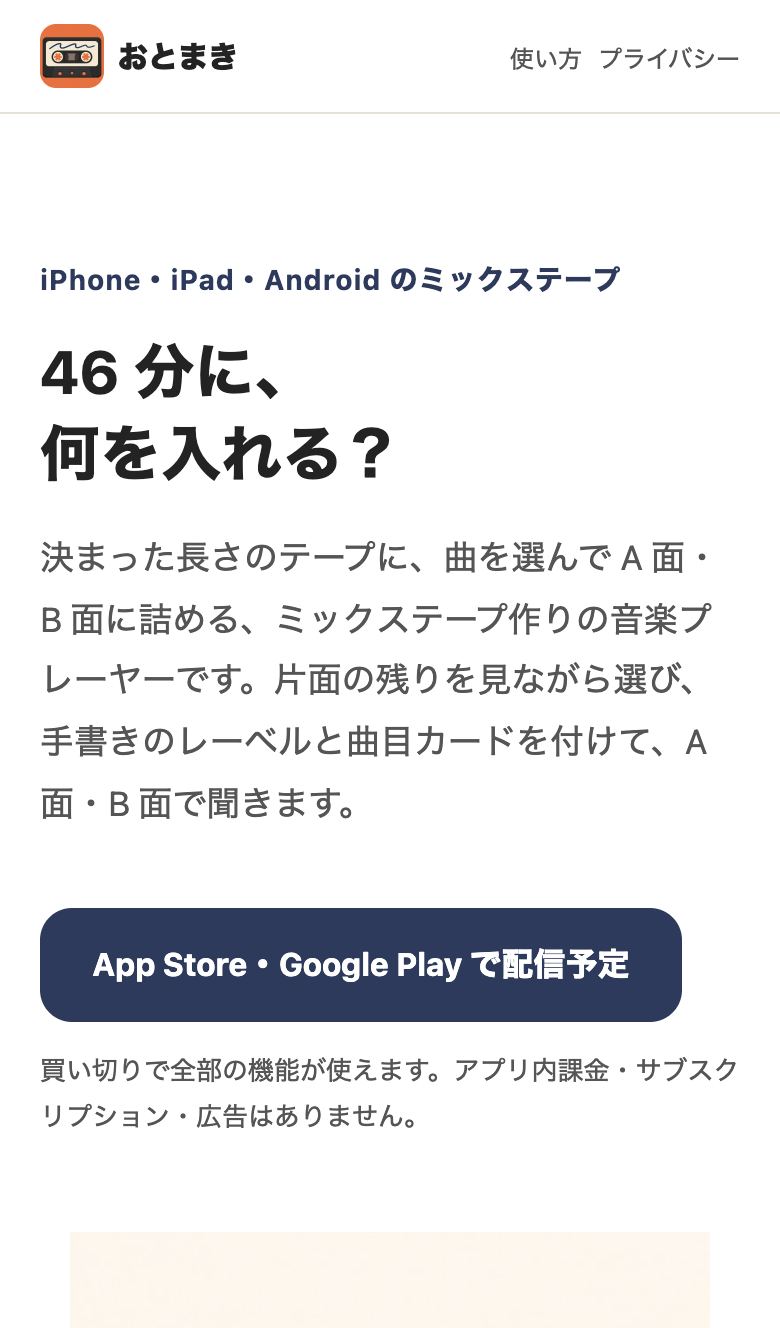 おとまき
使い方 プライバシー
iPhone・iPad・Android のミックステープ
46 分に、
何を入れる？
決まった長さのテープに、曲を選んで A 面・
B 面に詰める、ミックステープ作りの音楽プ
レーヤーです。片面の残りを見ながら選び、
手書きのレーベルと曲目カードを付けて、A
面・B 面で聞きます。
App Store・Google Play で配信予定
買い切りで全部の機能が使えます。アプリ内課金・サブスク
リプション・広告はありません。